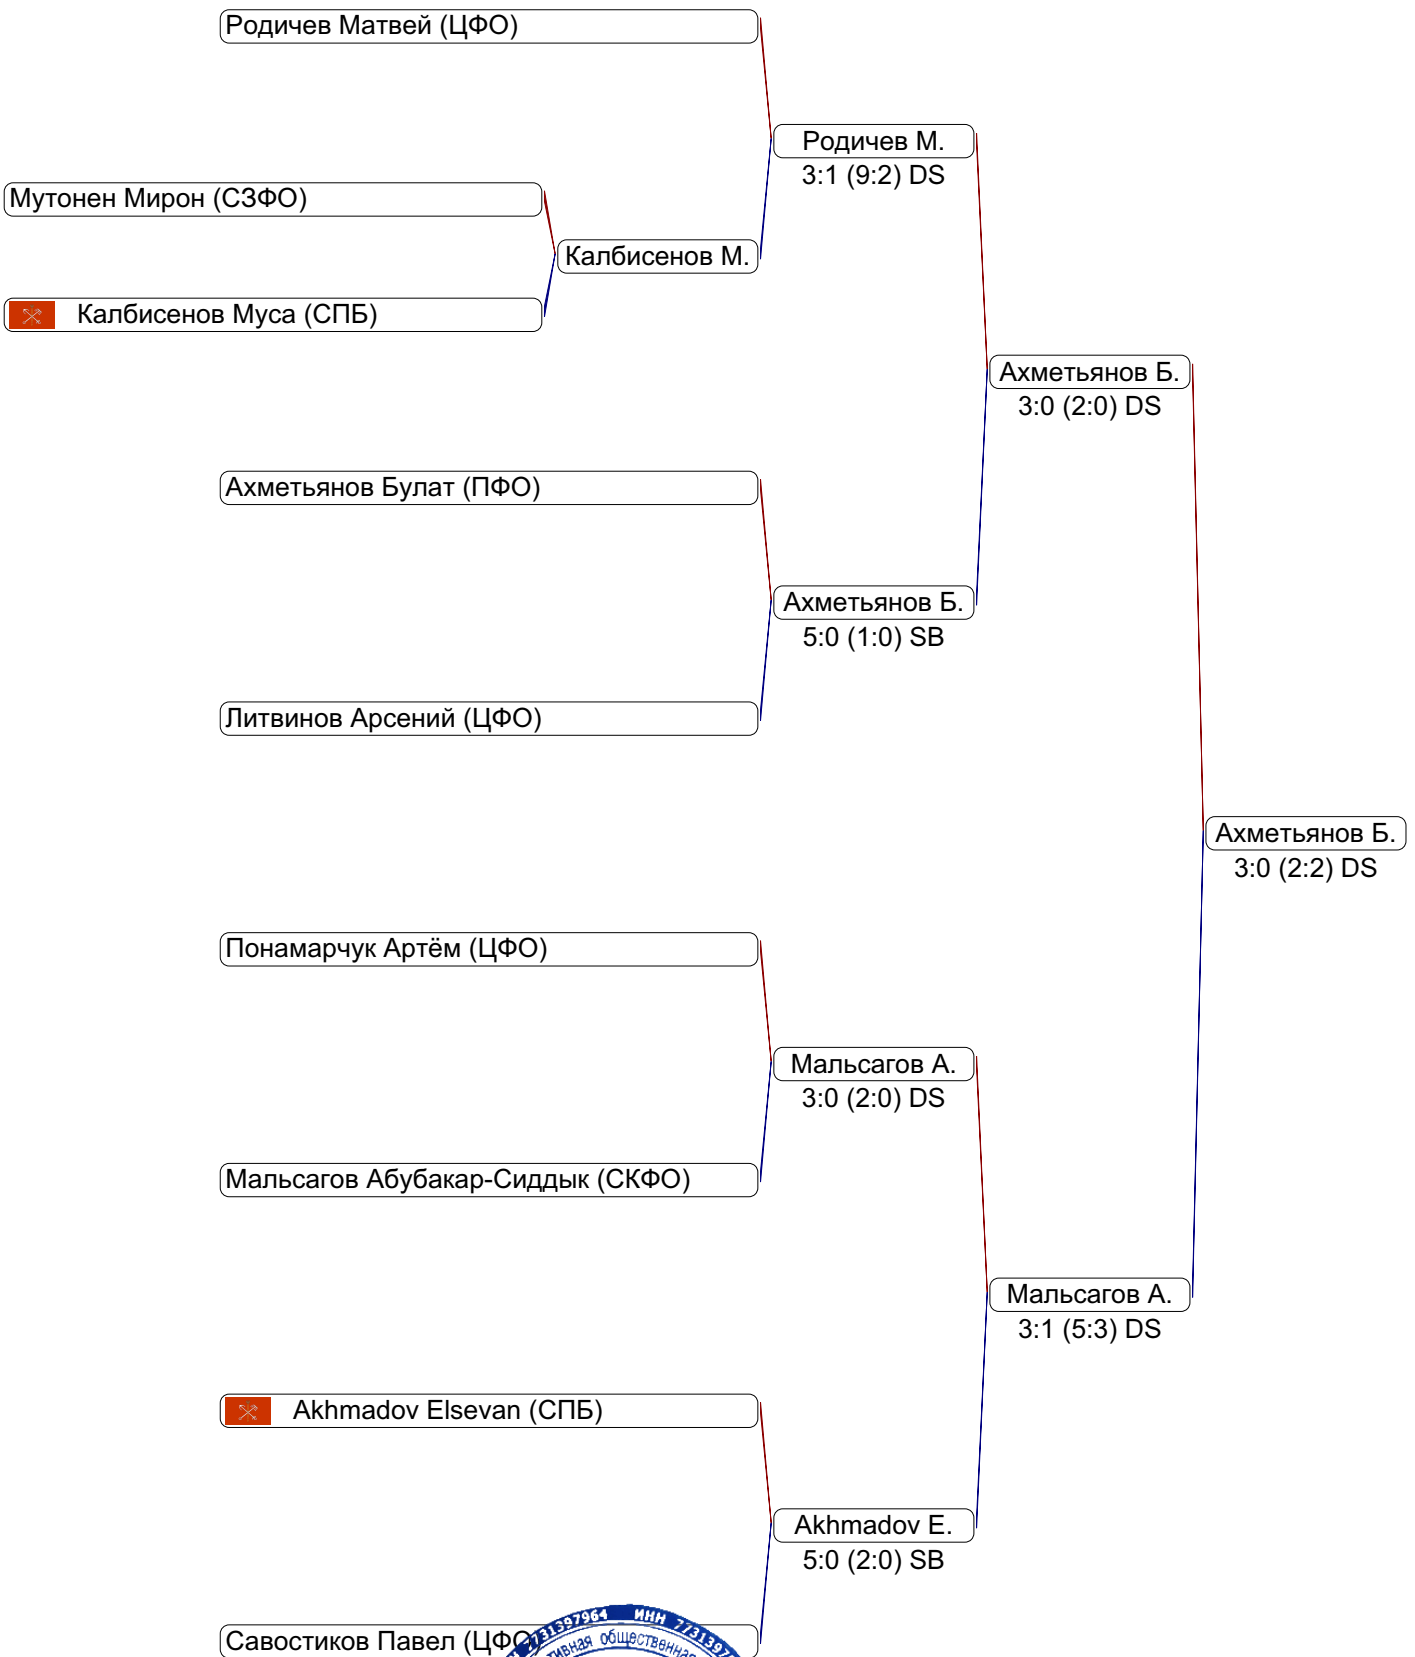 Родичев Матвей (ЦФО)
Родичев М.
3:1 (9:2) DS
Мутонен Мирон (СЗФО)
Калбисенов М.
Калбисенов Муса (СПБ)
Ахметьянов Б.
3:0 (2:0) DS
Ахметьянов Булат (ПФО)
Ахметьянов Б.
5:0 (1:0) SB
Литвинов Арсений (ЦФО)
Ахметьянов Б.
3:0 (2:2) DS
Понамарчук Артём (ЦФО)
Мальсагов А.
3:0 (2:0) DS
Мальсагов Абубакар-Сиддык (СКФО)
Мальсагов А.
3:1 (5:3) DS
Akhmadov Elsevan (СПБ)
Akhmadov E.
5:0 (2:0) SB
Савостиков Павел (ЦФО
ИНН
общественная